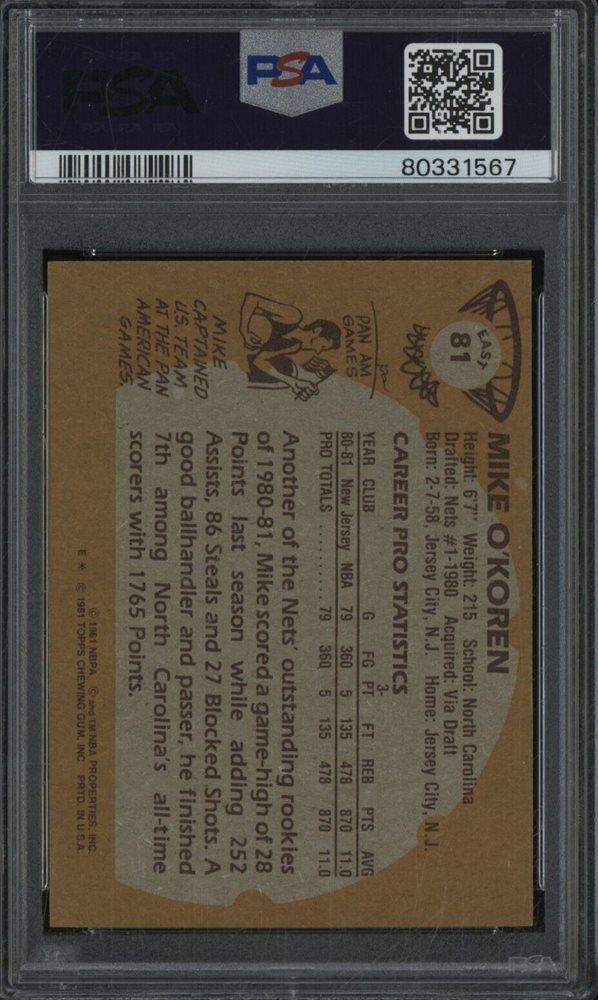 PSA
PSA
80331567
EASY
81
MIKE O'KOREN
Height: 6'7" Weight: 215 School: North Carolina
Drafted: Nets #1-1980 Acquired: Via Draft
Born: 2-7-58, Jersey City, N.J. Home: Jersey City, N.J.
CAREER PRO STATISTICS
3-
YEAR CLUB G FG PT FT REB PTS AVG
80-81 New Jersey NBA 79 360 5 135 478 870 11.0
PRO TOTALS .......... 79 360 5 135 478 870 11.0
Another of the Nets' outstanding rookies
of 1980-81, Mike scored a game-high of 28
Points last season while adding 252
Assists, 86 Steals and 27 Blocked Shots. A
good ballhandler and passer, he finished
7th among North Carolina's all-time
scorers with 1765 Points.
PAN AM
GAMES
MIKE
CAPTAINED
U.S. TEAM
AT THE PAN
AMERICAN
GAMES.
© 1981 NBPA © and TM NBA PROPERTIES, INC.
E * © 1981 TOPPS CHEWING GUM, INC. PRTD. IN U.S.A.